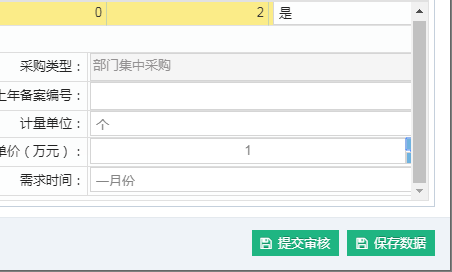 0 2 是
采购类型： 部门集中采购
上年备案编号：
计量单位： 个
单价（万元）： 1
需求时间： 一月份
提交审核 保存数据